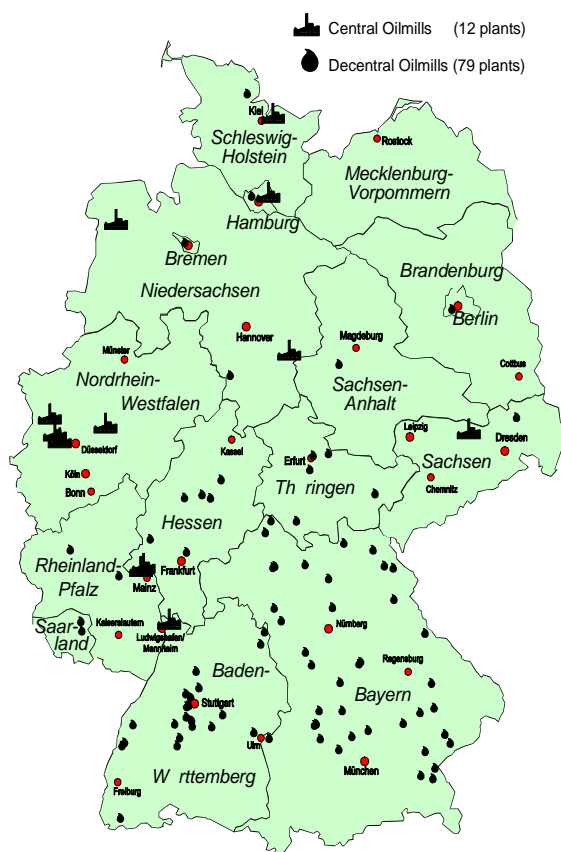 Central Oilmills (12 plants)
Decentral Oilmills (79 plants)
Kiel
Schleswig-
Holstein
Rostock
Mecklenburg-
Vorpommern
Hamburg
Bremen
Niedersachsen
Brandenburg
Berlin
Hannover
Magdeburg
Münster
Cottbus
Nordrhein-
Westfalen
Sachsen-
Anhalt
Düsseldorf
Kassel
Leipzig
Dresden
Erfurt
Sachsen
Köln
Chemnitz
Bonn
Th ringen
Hessen
Rheinland-
Pfalz
Frankfurt
Mainz
Saar-
land
Kaiserslautern
Ludwigshafen/
Mannheim
Nürnberg
Baden-
Regensburg
Stuttgart
Bayern
Ulm
München
W rttemberg
Freiburg